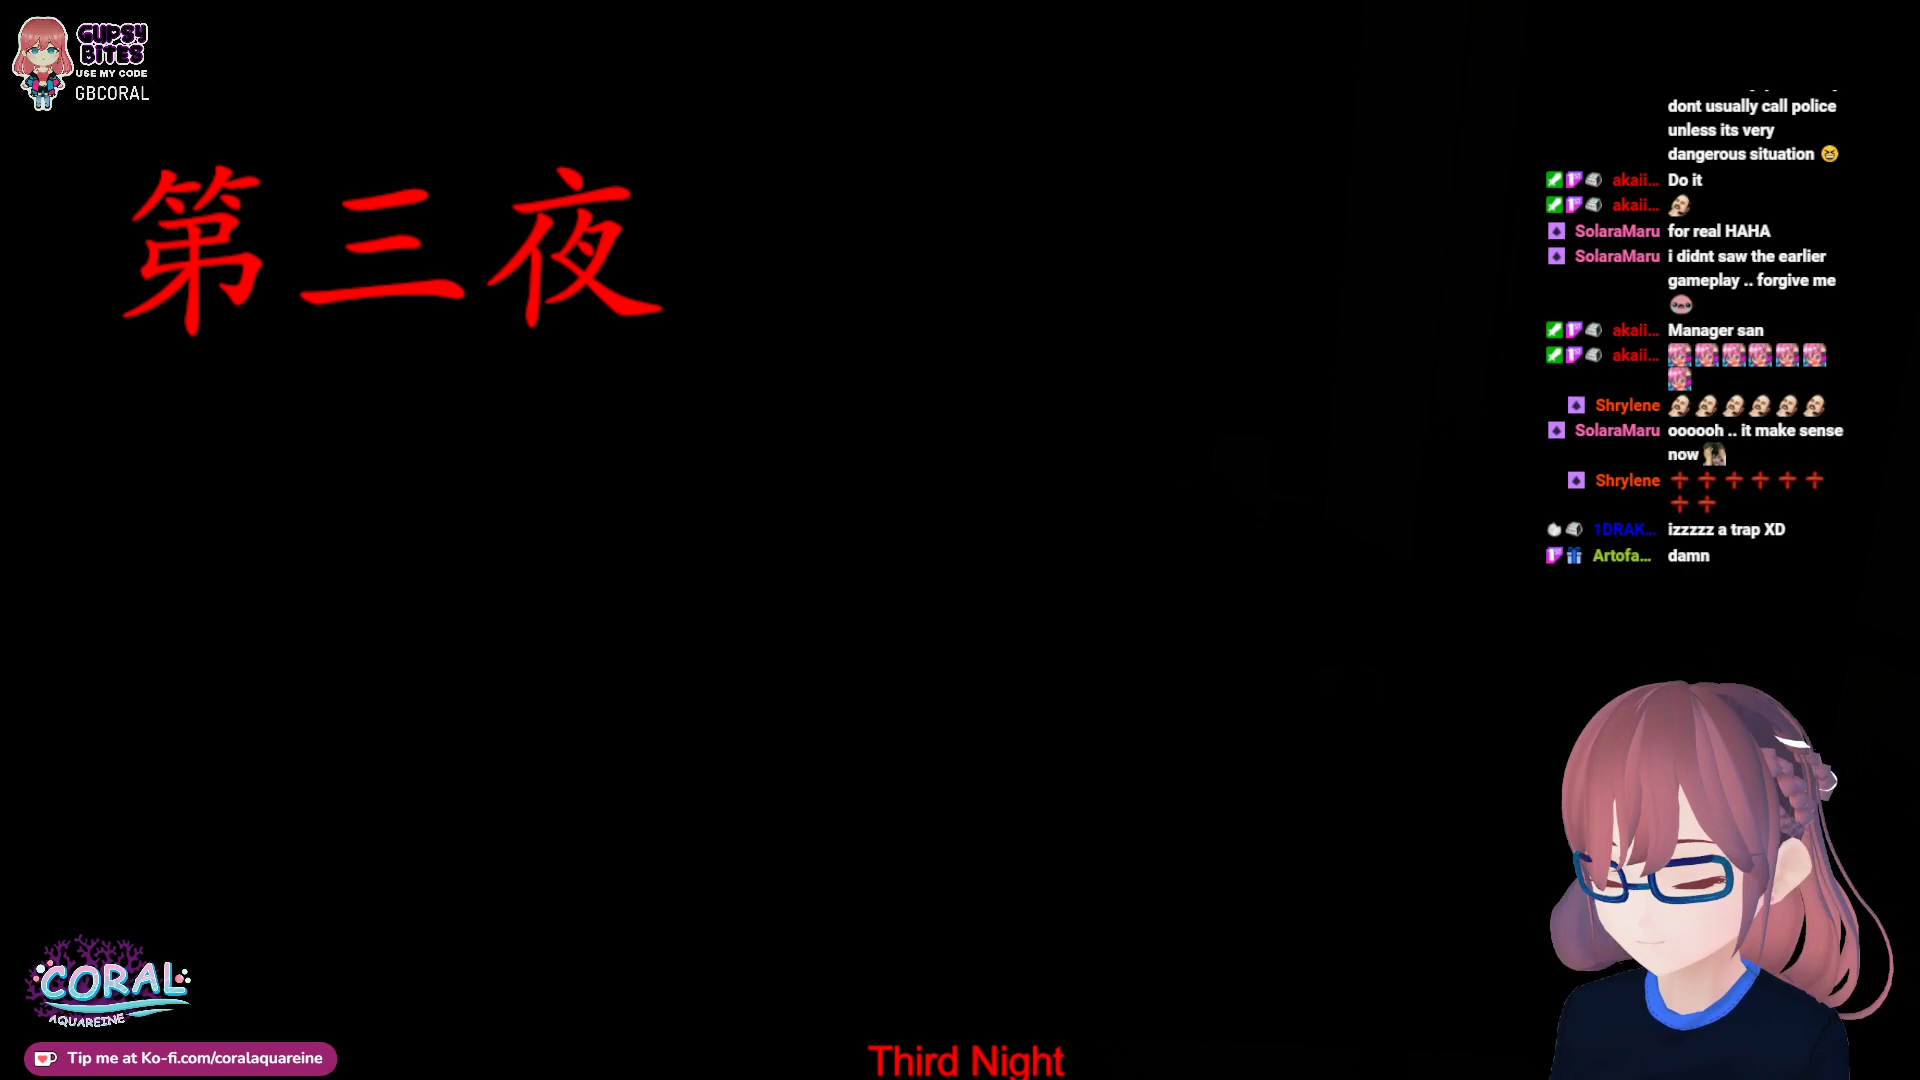 GUPSY
BITES
USE MY CODE
GBCORAL
第三夜
dont usually call police
unless its very
dangerous situation
akaii... Do it
akaii...
SolaraMaru for real HAHA
SolaraMaru i didnt saw the earlier
gameplay .. forgive me
akaii... Manager san
akaii...
Shrylene
SolaraMaru oooooh .. it make sense
now
Shrylene
1DRAK... izzzzz a trap XD
Artofa... damn
CORAL
AQUAREINE
Tip me at Ko-fi.com/coralaquareine
Third Night